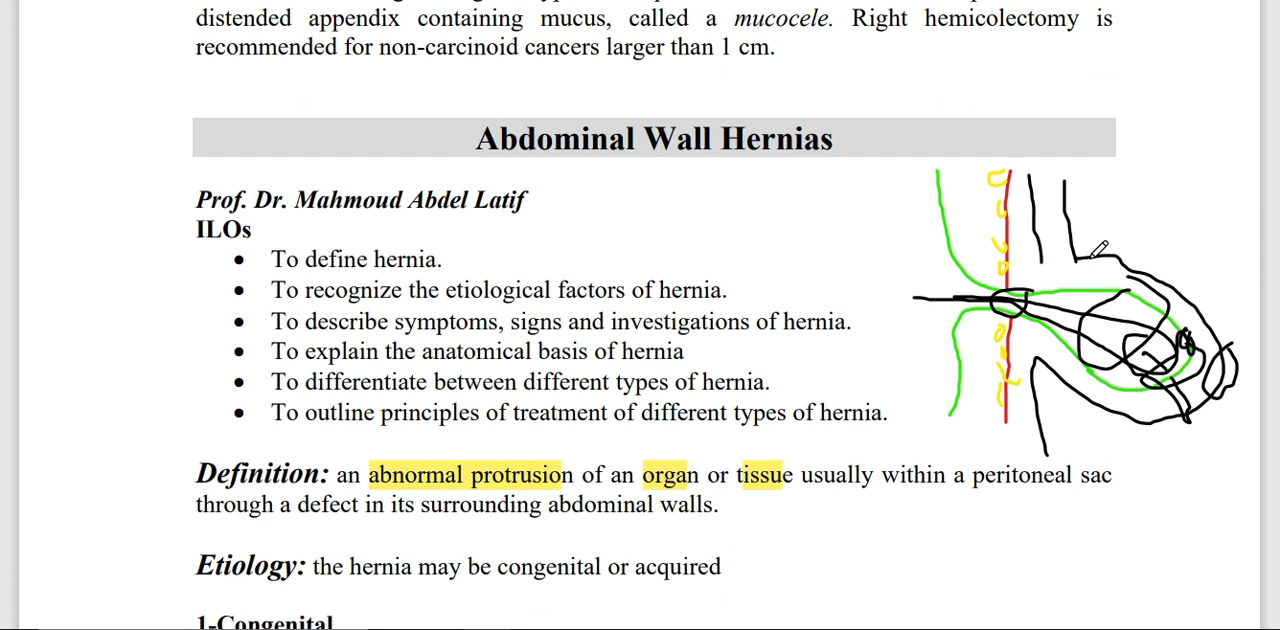 distended appendix containing mucus, called a mucocele. Right hemicolectomy is
recommended for non-carcinoid cancers larger than 1 cm.
Abdominal Wall Hernias
Prof. Dr. Mahmoud Abdel Latif
ILOs
• To define hernia.
• To recognize the etiological factors of hernia.
• To describe symptoms, signs and investigations of hernia.
• To explain the anatomical basis of hernia
• To differentiate between different types of hernia.
• To outline principles of treatment of different types of hernia.
Definition: an abnormal protrusion of an organ or tissue usually within a peritoneal sac
through a defect in its surrounding abdominal walls.
Etiology: the hernia may be congenital or acquired
1-Congenital